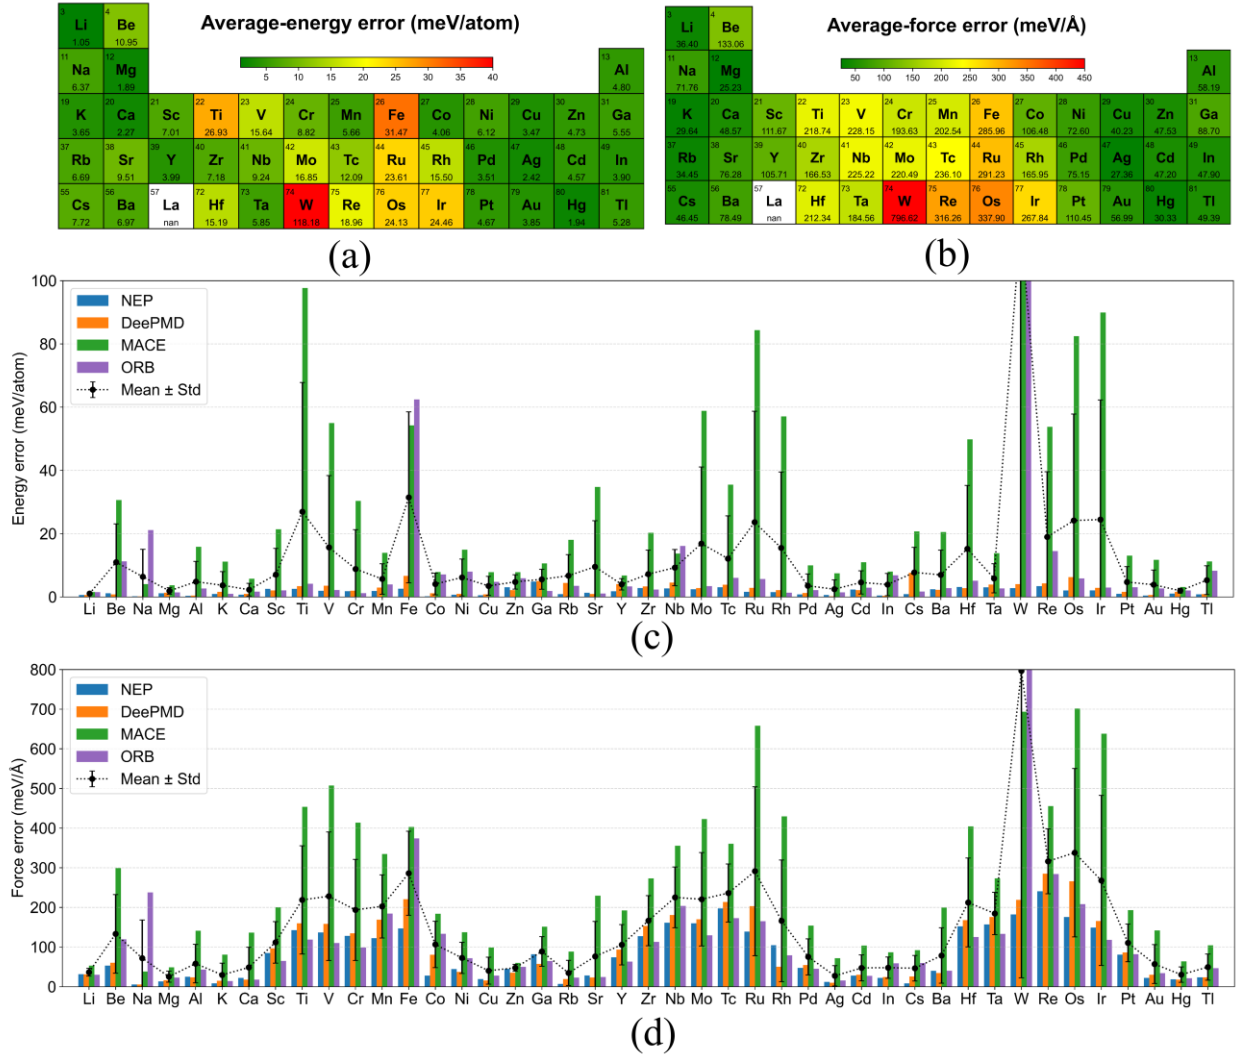 Average-energy error (meV/atom)
1 10 20 30 40
3 4
Li Be
1.05 10.95
11 12 13
Na Mg Al
6.37 1.89 4.80
19 20 21 22 23 24 25 26 27 28 29 30 31
K Ca Sc Ti V Cr Mn Fe Co Ni Cu Zn Ga
3.65 2.27 7.01 26.93 15.64 8.82 5.66 31.47 4.06 6.12 3.47 4.73 5.55
37 38 39 40 41 42 43 44 45 46 47 48 49
Rb Sr Y Zr Nb Mo Tc Ru Rh Pd Ag Cd In
6.69 9.51 3.99 7.18 9.24 16.85 12.09 23.61 15.50 3.51 2.42 4.57 3.90
55 56 57 72 73 74 75 76 77 78 79 80 81
Cs Ba La Hf Ta W Re Os Ir Pt Au Hg Tl
7.72 6.97 nan 15.19 5.85 118.18 18.96 24.13 24.46 4.67 3.85 1.94 5.28
(a)
Average-force error (meV/Å)
50 100 150 200 250 300 350 400 450
3 4
Li Be
36.40 133.06
11 12 13
Na Mg Al
71.76 25.23 58.19
19 20 21 22 23 24 25 26 27 28 29 30 31
K Ca Sc Ti V Cr Mn Fe Co Ni Cu Zn Ga
29.64 48.57 111.67 218.74 228.15 193.63 202.54 285.96 106.48 72.60 40.23 47.53 88.70
37 38 39 40 41 42 43 44 45 46 47 48 49
Rb Sr Y Zr Nb Mo Tc Ru Rh Pd Ag Cd In
34.45 76.28 105.71 166.53 225.22 220.49 236.10 291.23 165.95 75.15 27.36 47.20 47.90
55 56 57 72 73 74 75 76 77 78 79 80 81
Cs Ba La Hf Ta W Re Os Ir Pt Au Hg Tl
46.45 78.49 nan 212.34 184.56 796.62 316.26 337.90 267.84 110.45 56.99 30.33 49.39
(b)
Energy error (meV/atom)
100
80
60
40
20
0
NEP
DeePMD
MACE
ORB
Mean ± Std
Li Be Na Mg Al K Ca Sc Ti V Cr Mn Fe Co Ni Cu Zn Ga Rb Sr Y Zr Nb Mo Tc Ru Rh Pd Ag Cd In Cs Ba Hf Ta W Re Os Ir Pt Au Hg Tl
(c)
Force error (meV/Å)
800
700
600
500
400
300
200
100
0
NEP
DeePMD
MACE
ORB
Mean ± Std
Li Be Na Mg Al K Ca Sc Ti V Cr Mn Fe Co Ni Cu Zn Ga Rb Sr Y Zr Nb Mo Tc Ru Rh Pd Ag Cd In Cs Ba Hf Ta W Re Os Ir Pt Au Hg Tl
(d)